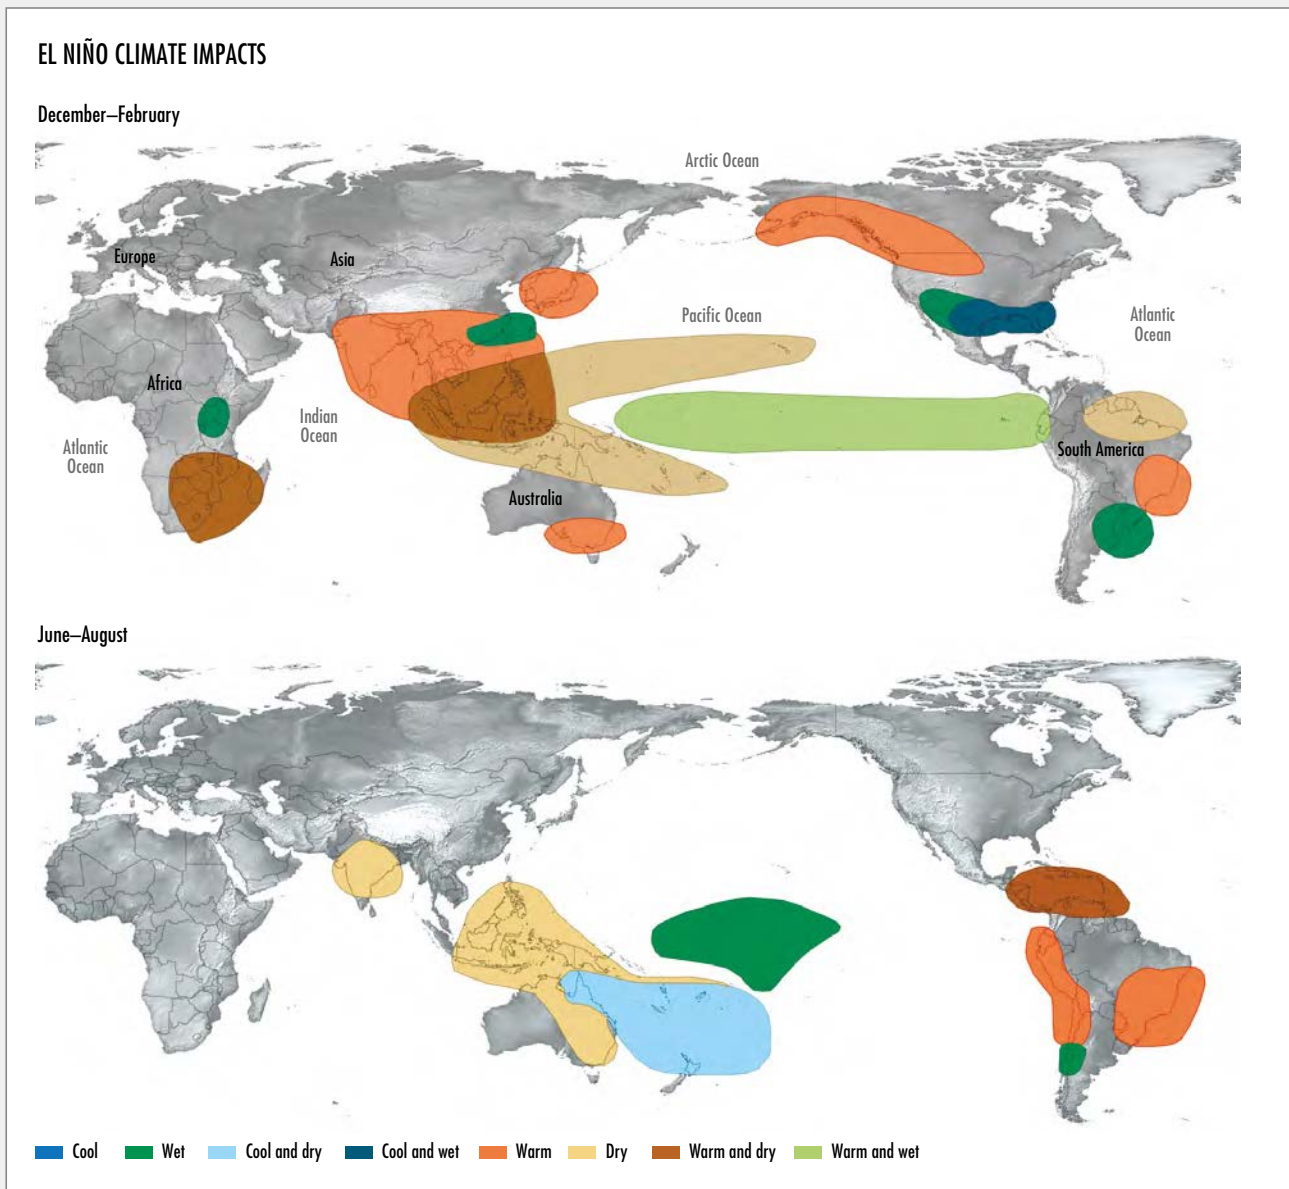 EL NIÑO CLIMATE IMPACTS
December–February
Arctic Ocean
Europe
Asia
Pacific Ocean
Atlantic
Ocean
Africa
Indian
Ocean
Atlantic
Ocean
South America
Australia
June–August
Cool
Wet
Cool and dry
Cool and wet
Warm
Dry
Warm and dry
Warm and wet